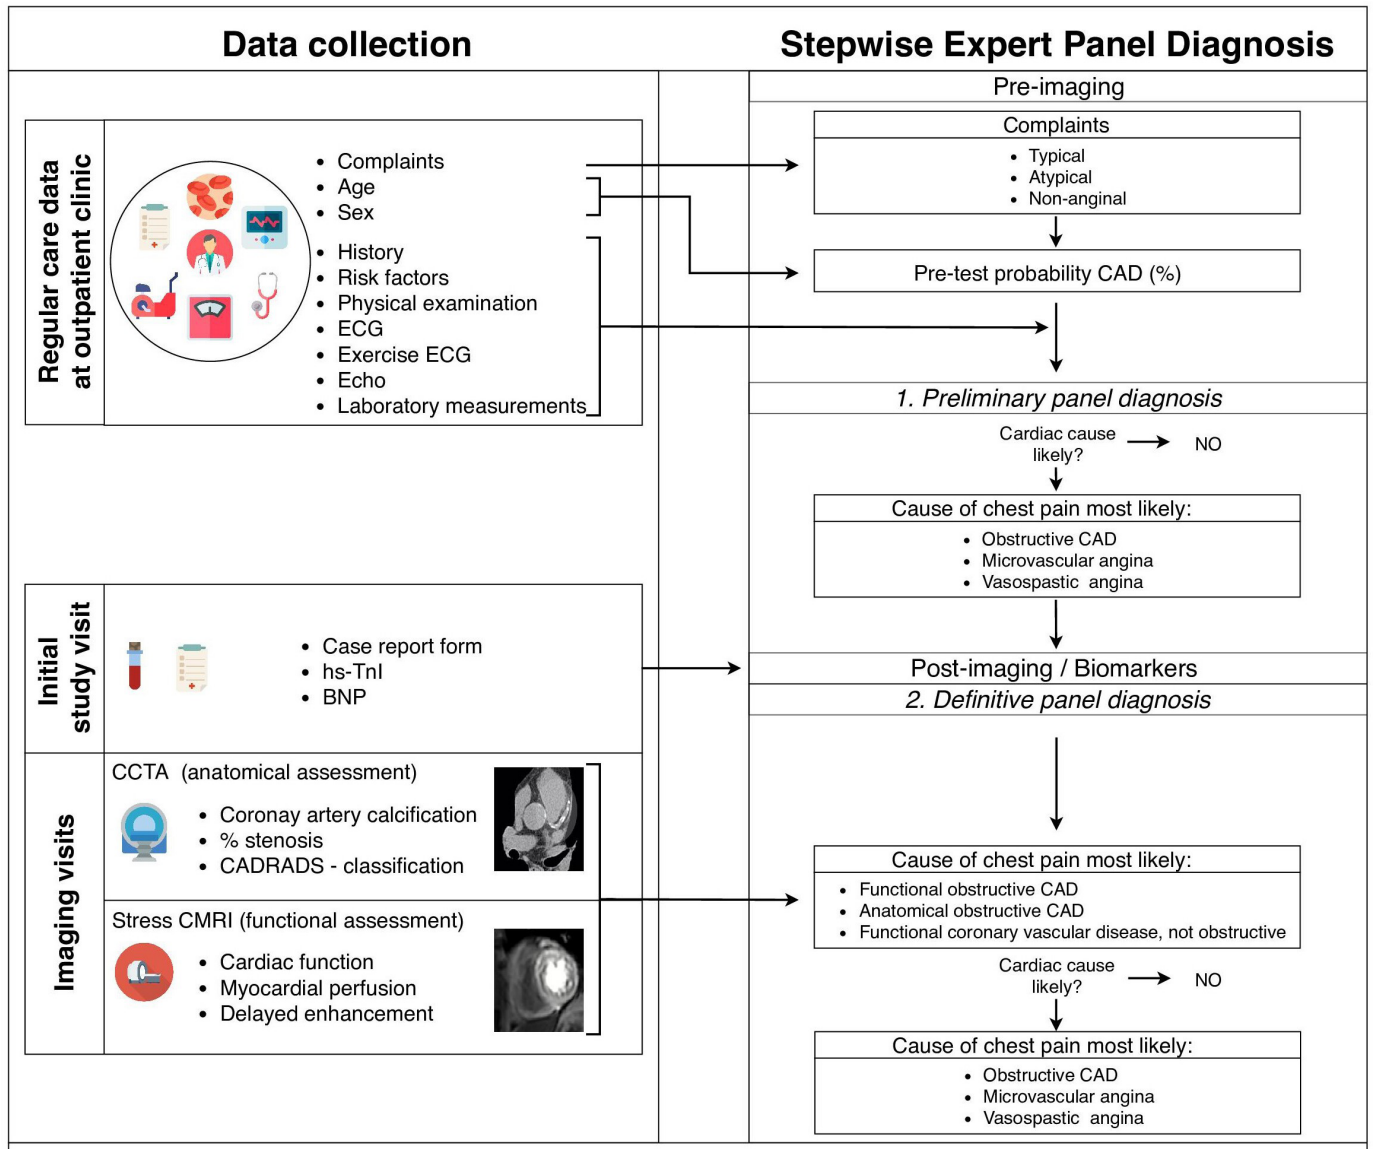 Data collection
Stepwise Expert Panel Diagnosis
Regular care data
at outpatient clinic
Complaints
Age
Sex
History
Risk factors
Physical examination
ECG
Exercise ECG
Echo
Laboratory measurements
Pre-imaging
Complaints
Typical
Atypical
Non-anginal
Pre-test probability CAD (%)
1. Preliminary panel diagnosis
Cardiac cause
likely?
NO
Cause of chest pain most likely:
Obstructive CAD
Microvascular angina
Vasospastic angina
Initial
study visit
Case report form
hs-TnI
BNP
Post-imaging / Biomarkers
2. Definitive panel diagnosis
Imaging visits
CCTA (anatomical assessment)
Coronay artery calcification
% stenosis
CADRADS - classification
Stress CMRI (functional assessment)
Cardiac function
Myocardial perfusion
Delayed enhancement
Cause of chest pain most likely:
Functional obstructive CAD
Anatomical obstructive CAD
Functional coronary vascular disease, not obstructive
Cardiac cause
likely?
NO
Cause of chest pain most likely:
Obstructive CAD
Microvascular angina
Vasospastic angina